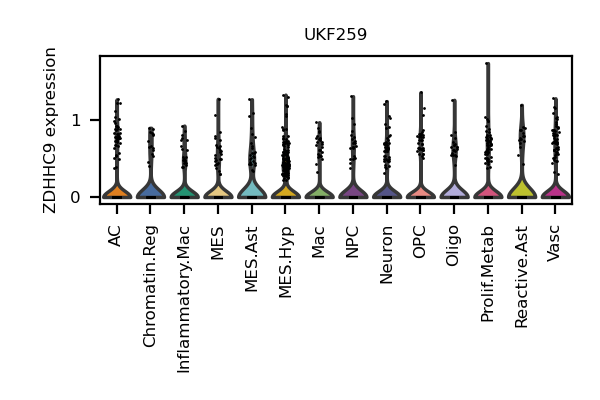 UKF259
ZDHHC9 expression
1
0
AC
Chromatin.Reg
Inflammatory.Mac
MES
MES.Ast
MES.Hyp
Mac
NPC
Neuron
OPC
Oligo
Prolif.Metab
Reactive.Ast
Vasc